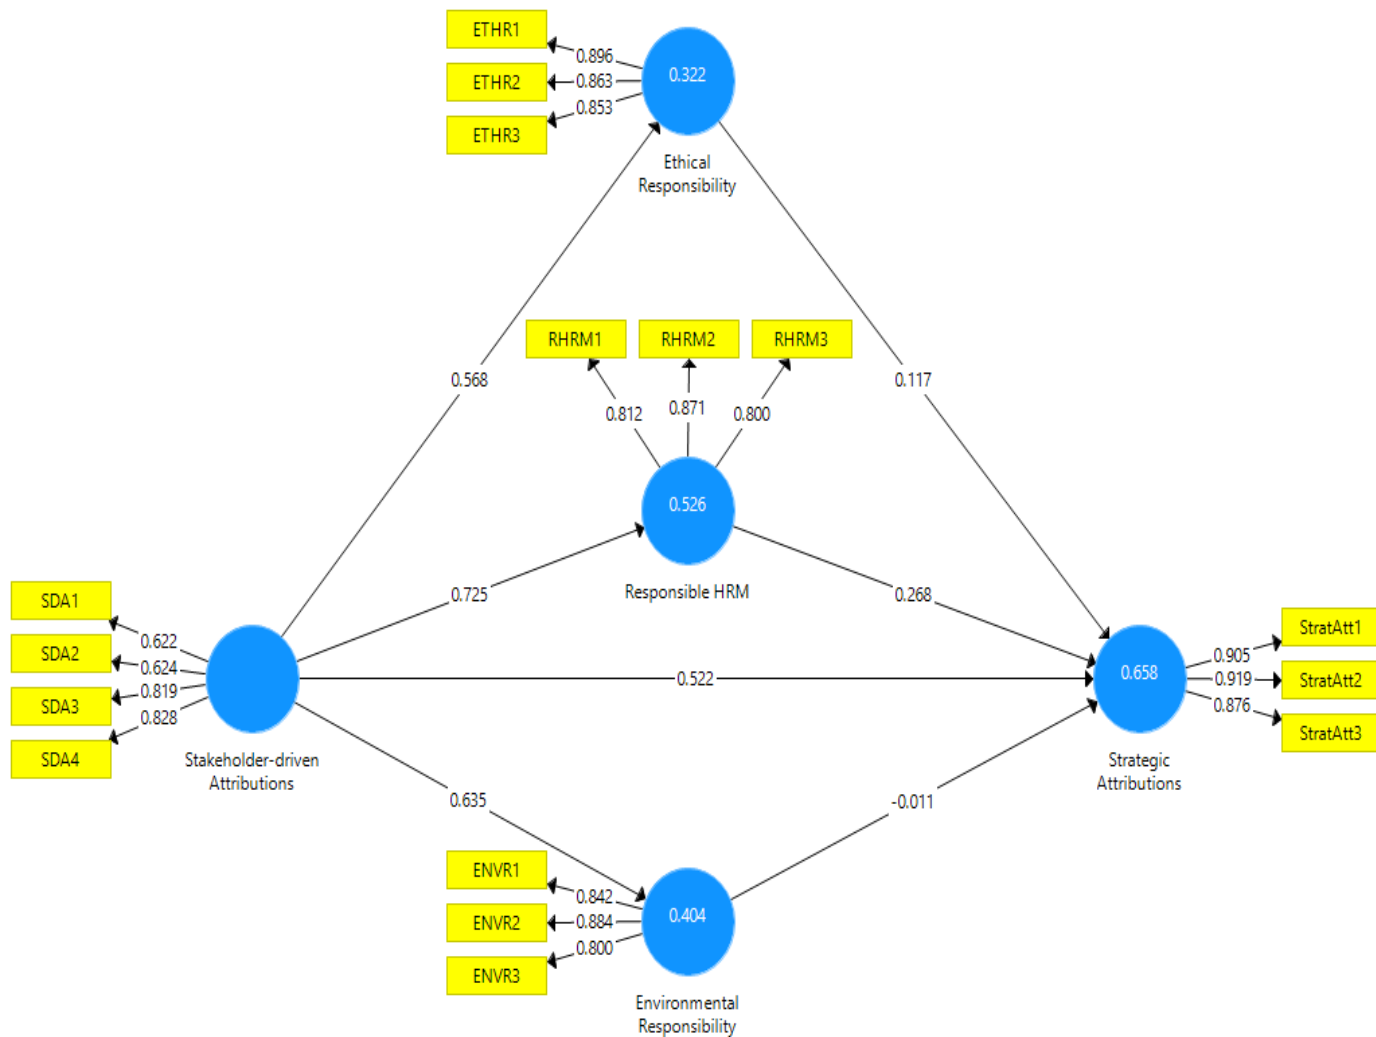 ETHR1
0.896
ETHR2
0.863
ETHR3
0.853
0.322
Ethical
Responsibility
0.568
0.117
RHRM1
RHRM2
RHRM3
0.812
0.871
0.800
0.526
Responsible HRM
0.725
0.268
SDA1
0.622
SDA2
0.624
SDA3
0.819
SDA4
0.828
Stakeholder-driven
Attributions
0.522
0.658
Strategic
Attributions
0.905
StratAtt1
0.919
StratAtt2
0.876
StratAtt3
0.635
-0.011
ENVR1
0.842
ENVR2
0.884
ENVR3
0.800
0.404
Environmental
Responsibility